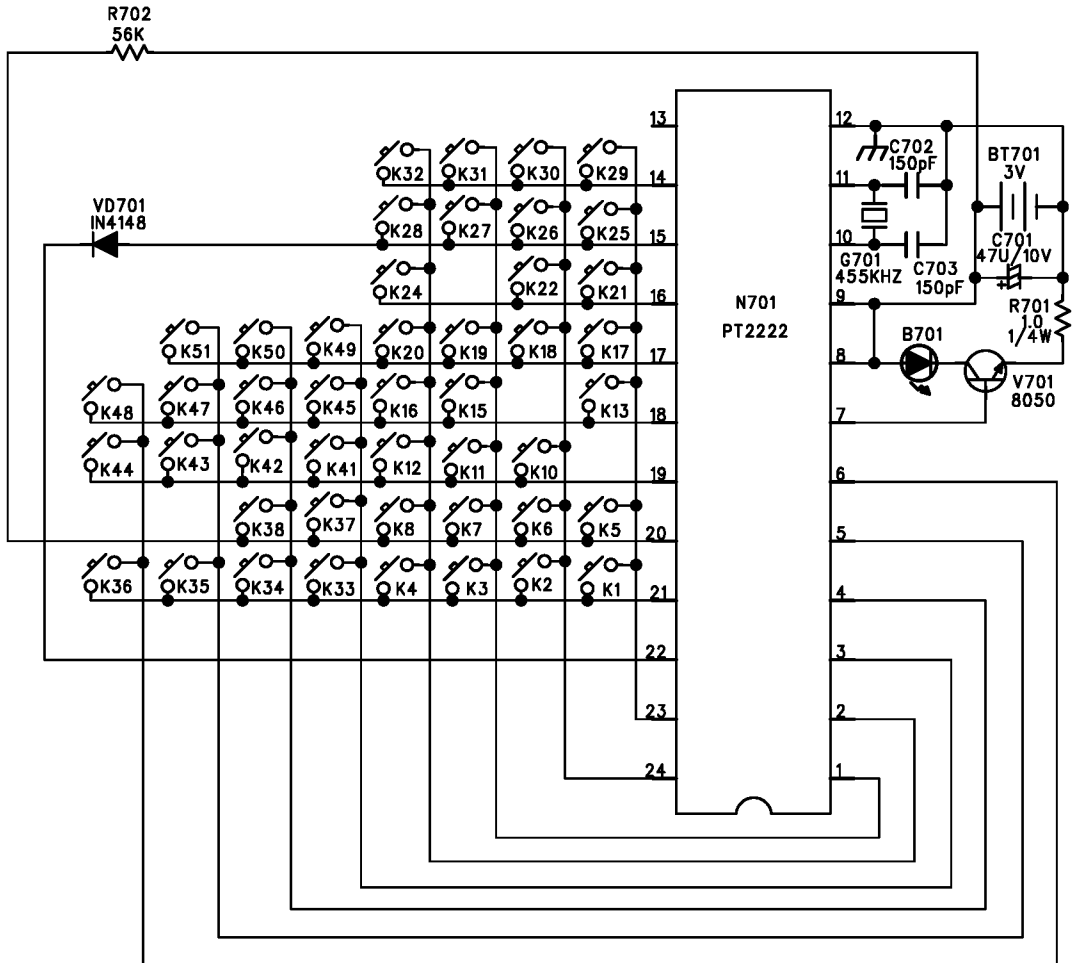 R702
56K
13
12
K32
K31
K30
K29
14
11
C702
150pF
BT701
3V
VD701
IN4148
K28
K27
K26
K25
15
10
G701
455KHZ
C703
150pF
C701
47U/10V
+
K24
K22
K21
16
9
N701
PT2222
R701
1.0
1/4W
K51
K50
K49
K20
K19
K18
K17
17
8
B701
V701
8050
K48
K47
K46
K45
K16
K15
K13
18
7
K44
K43
K42
K41
K12
K11
K10
19
6
K38
K37
K8
K7
K6
K5
20
5
K36
K35
K34
K33
K4
K3
K2
K1
21
4
22
3
23
2
24
1